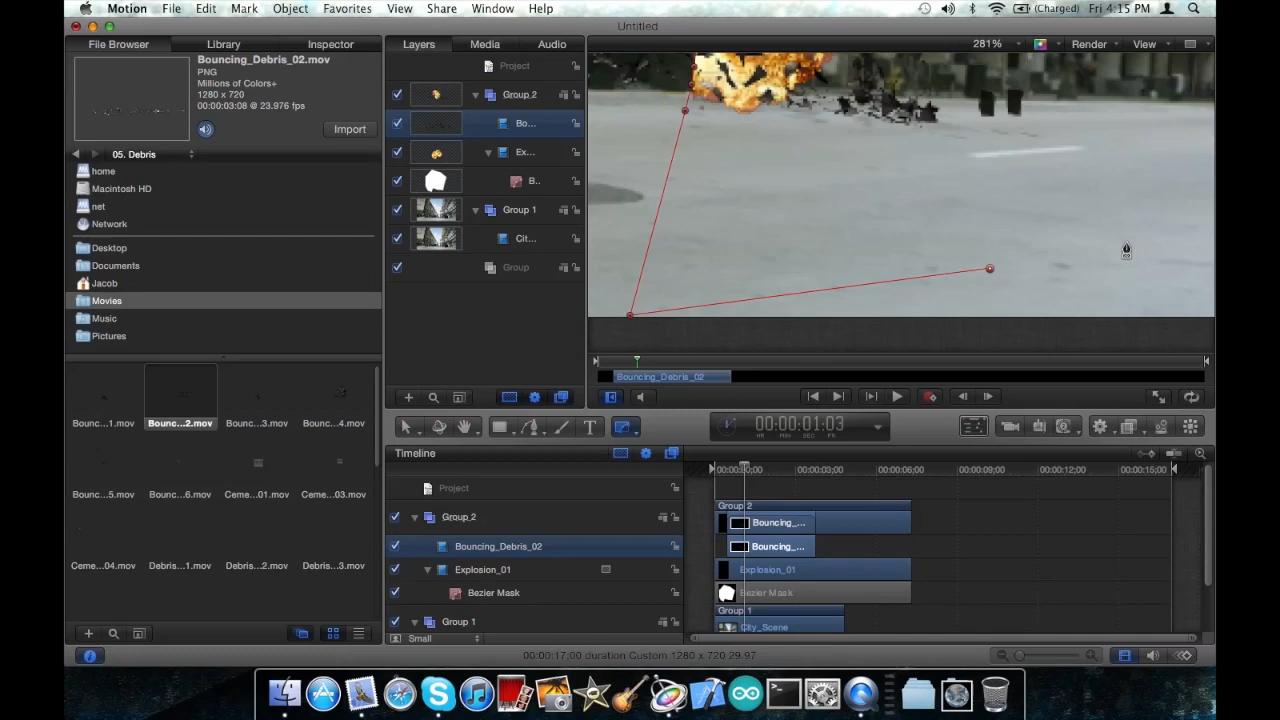 Motion File Edit Mark Object Favorites View Share Window Help (Charged) Fri 4:15 PM
Untitled
File Browser Library Inspector
Layers Media Audio
281% Render View
Bouncing_Debris_02.mov
PNG
Millions of Colors+
1280 x 720
00:00:03:08 @ 23.976 fps
Import
05. Debris
home
Macintosh HD
net
Network
Desktop
Documents
Jacob
Movies
Music
Pictures
Bounc...1.mov Bounc...2.mov Bounc...3.mov Bounc...4.mov
Bounc...5.mov Bounc...6.mov Ceme...01.mov Ceme...03.mov
Ceme...04.mov Debris...1.mov Debris...2.mov Debris...3.mov
Project
Group 2
Bo...
Ex...
B..
Group 1
Cit...
Group
Bouncing_Debris_02
T 00:00:01:03
HR MIN SEC FR
Timeline
00:00:00;00 00:00:03;00 00:00:06;00 00:00:09;00 00:00:12;00 00:00:15;00
Project
Group 2 Group 2
Bouncing_...
Bouncing_Debris_02 Bouncing_...
Explosion_01 Explosion_01
Bezier Mask Bezier Mask
Group 1 Group 1
City_Scene
Small
00:00:17;00 duration Custom 1280 x 720 29.97